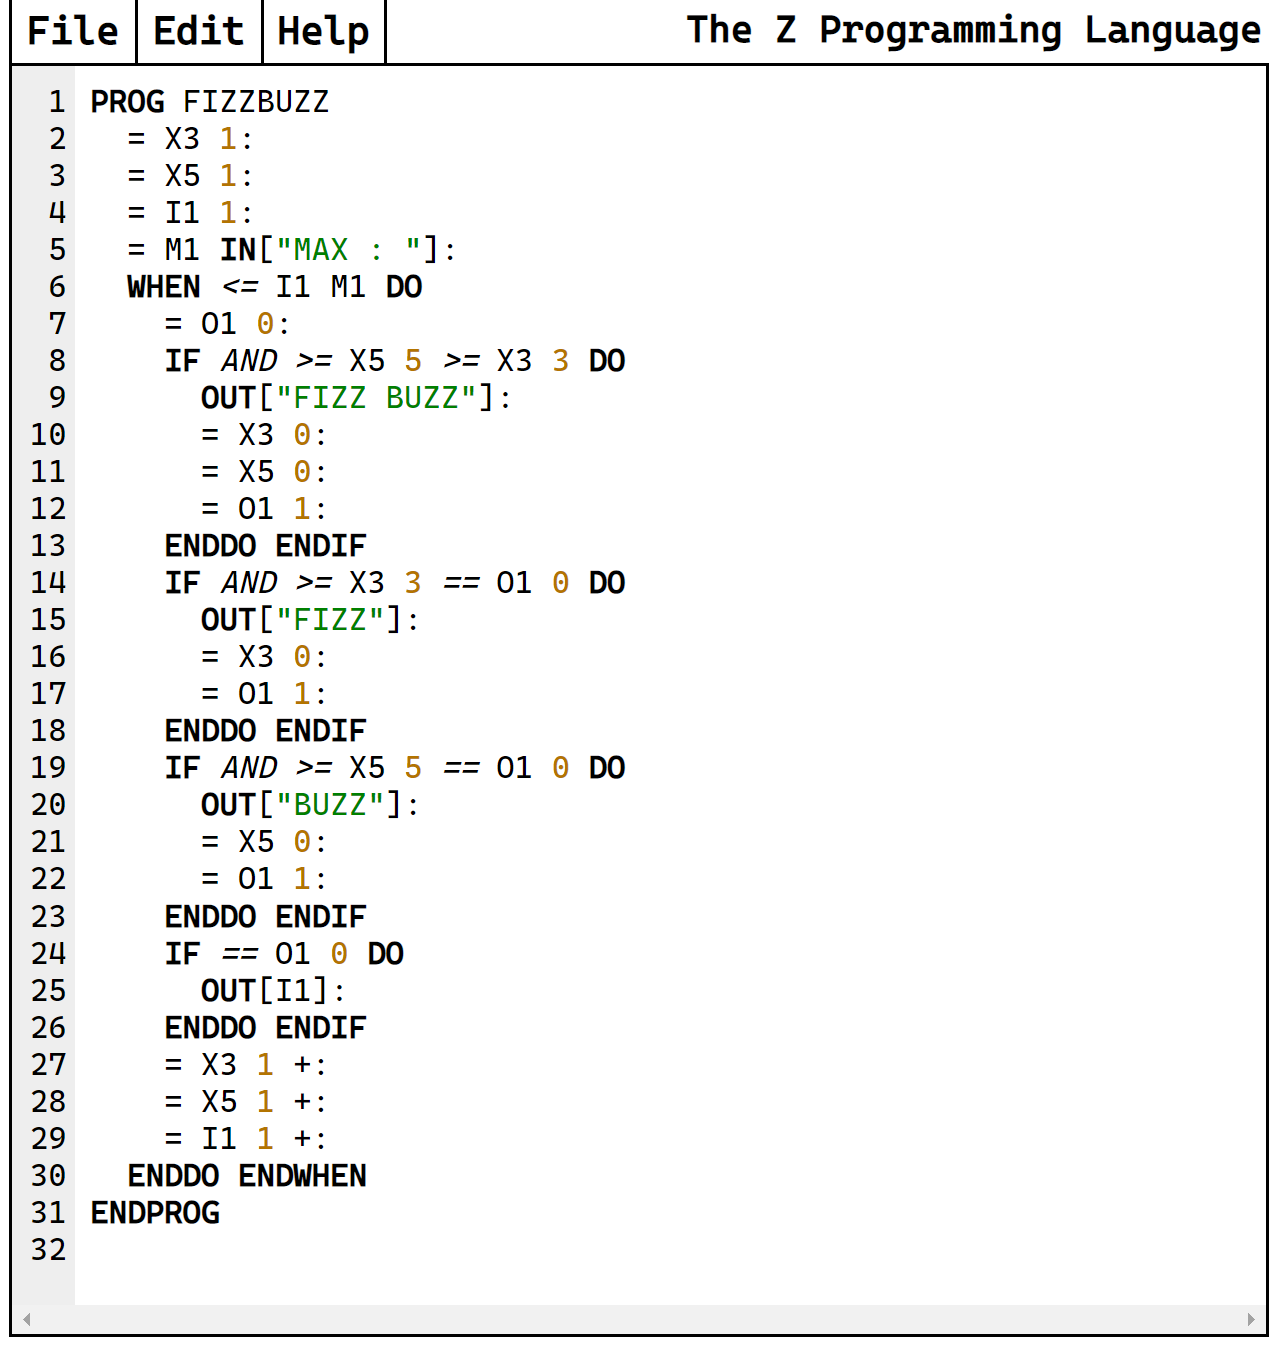 File Edit Help The Z Programming Language
1 PROG FIZZBUZZ
2   = X3 1:
3   = X5 1:
4   = I1 1:
5   = M1 IN["MAX : "]:
6   WHEN <= I1 M1 DO
7     = O1 0:
8     IF AND >= X5 5 >= X3 3 DO
9       OUT["FIZZ BUZZ"]:
10       = X3 0:
11       = X5 0:
12       = O1 1:
13     ENDDO ENDIF
14     IF AND >= X3 3 == O1 0 DO
15       OUT["FIZZ"]:
16       = X3 0:
17       = O1 1:
18     ENDDO ENDIF
19     IF AND >= X5 5 == O1 0 DO
20       OUT["BUZZ"]:
21       = X5 0:
22       = O1 1:
23     ENDDO ENDIF
24     IF == O1 0 DO
25       OUT[I1]:
26     ENDDO ENDIF
27     = X3 1 +:
28     = X5 1 +:
29     = I1 1 +:
30   ENDDO ENDWHEN
31 ENDPROG
32